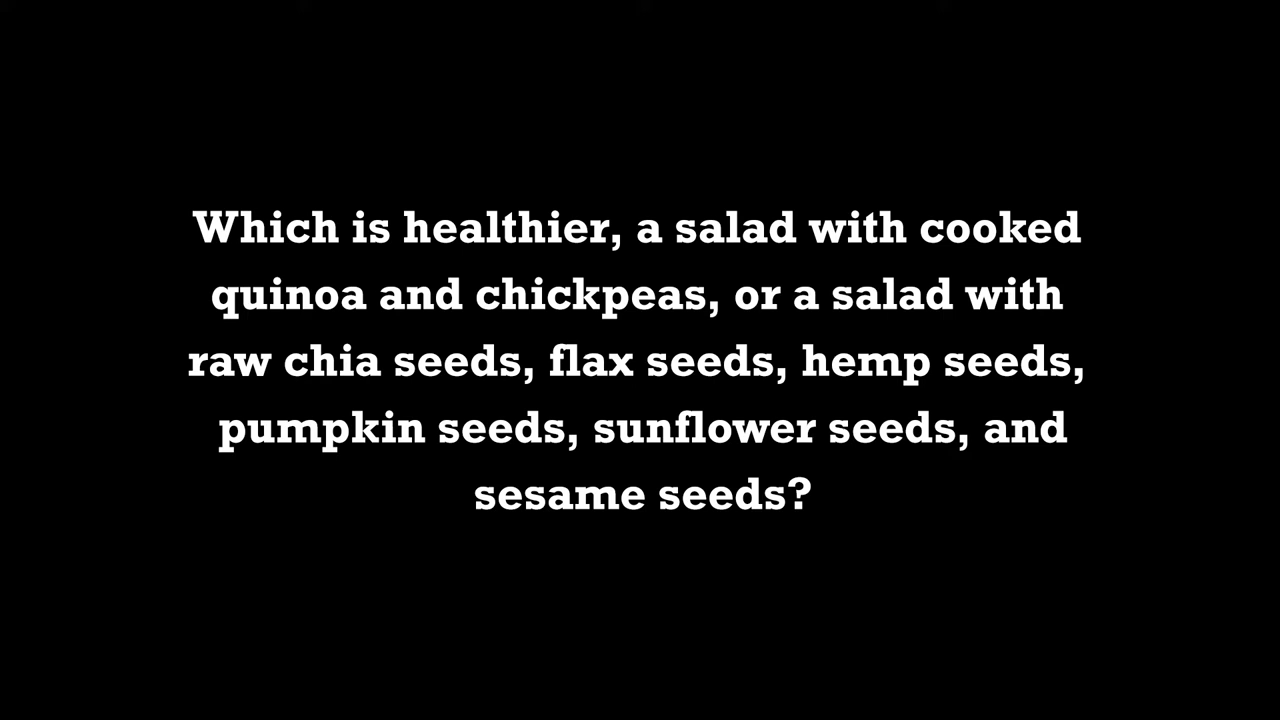 Which is healthier, a salad with cooked
quinoa and chickpeas, or a salad with
raw chia seeds, flax seeds, hemp seeds,
pumpkin seeds, sunflower seeds, and
sesame seeds?